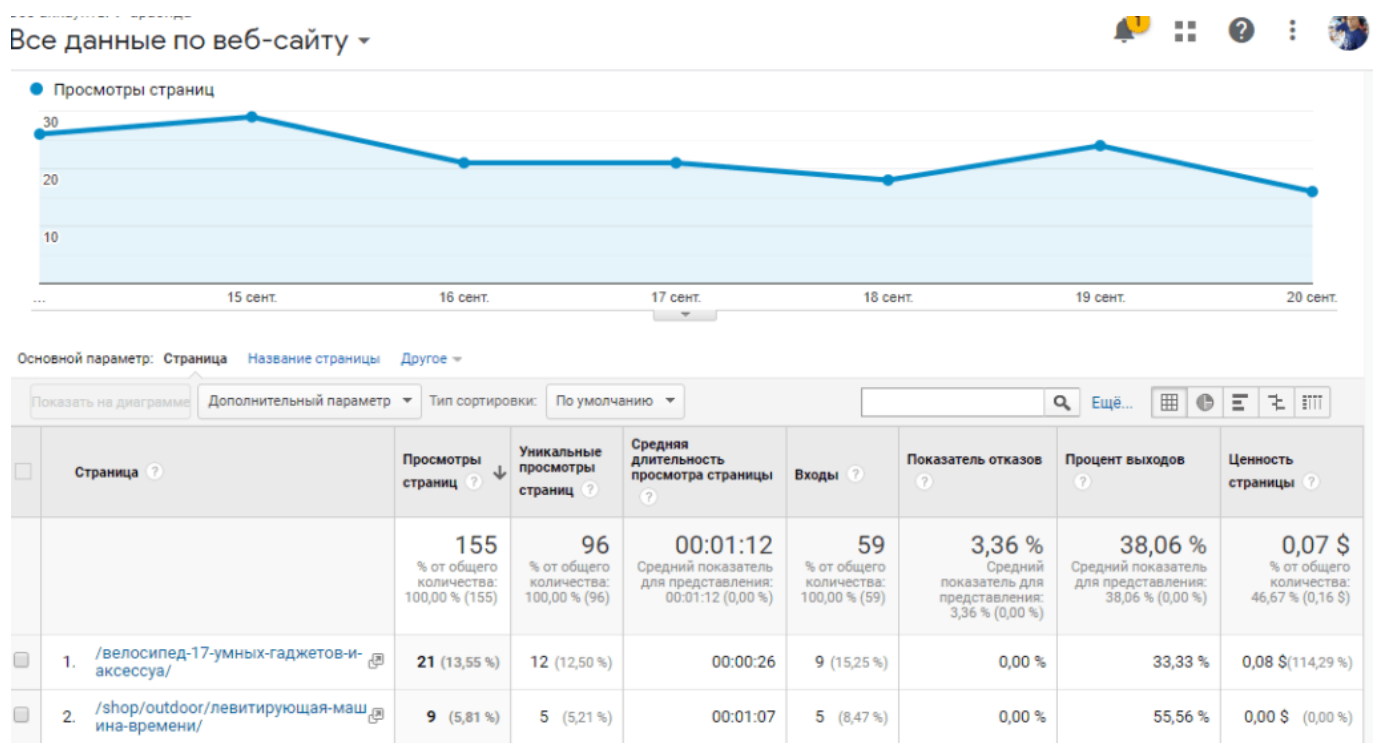 Все данные по веб-сайту
1
Просмотры страниц
30
20
10
...
15 сент.
16 сент.
17 сент.
18 сент.
19 сент.
20 сент.
Основной параметр: Страница Название страницы Другое
Показать на диаграмме Дополнительный параметр Тип сортировки: По умолчанию Ещё...
Страница ?
Просмотры
страниц ?
Уникальные
просмотры
страниц ?
Средняя
длительность
просмотра страницы
?
Входы ?
Показатель отказов
?
Процент выходов
?
Ценность
страницы ?
155
% от общего
количества:
100,00 % (155)
96
% от общего
количества:
100,00 % (96)
00:01:12
Средний показатель
для представления:
00:01:12 (0,00 %)
59
% от общего
количества:
100,00 % (59)
3,36 %
Средний
показатель для
представления:
3,36 % (0,00 %)
38,06 %
Средний показатель
для представления:
38,06 % (0,00 %)
0,07 $
% от общего
количества:
46,67 % (0,16 $)
1. /велосипед-17-умных-гаджетов-и-
аксессуа/
21 (13,55 %) 12 (12,50 %) 00:00:26 9 (15,25 %) 0,00 % 33,33 % 0,08 $(114,29 %)
2. /shop/outdoor/левитирующая-маш
ина-времени/
9 (5,81 %) 5 (5,21 %) 00:01:07 5 (8,47 %) 0,00 % 55,56 % 0,00 $ (0,00 %)